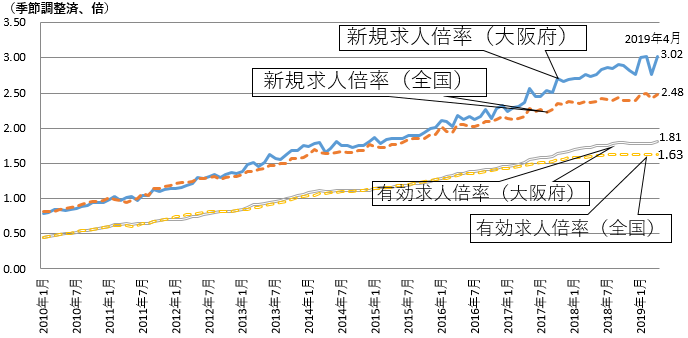 （季節調整済、倍）
3.50
3.00
2.50
2.00
1.50
1.00
0.50
0.00
新規求人倍率（大阪府）
2019年4月
3.02
新規求人倍率（全国）
2.48
1.81
1.63
有効求人倍率（大阪府）
有効求人倍率（全国）
2010年1月
2010年7月
2011年1月
2011年7月
2012年1月
2012年7月
2013年1月
2013年7月
2014年1月
2014年7月
2015年1月
2015年7月
2016年1月
2016年7月
2017年1月
2017年7月
2018年1月
2018年7月
2019年1月